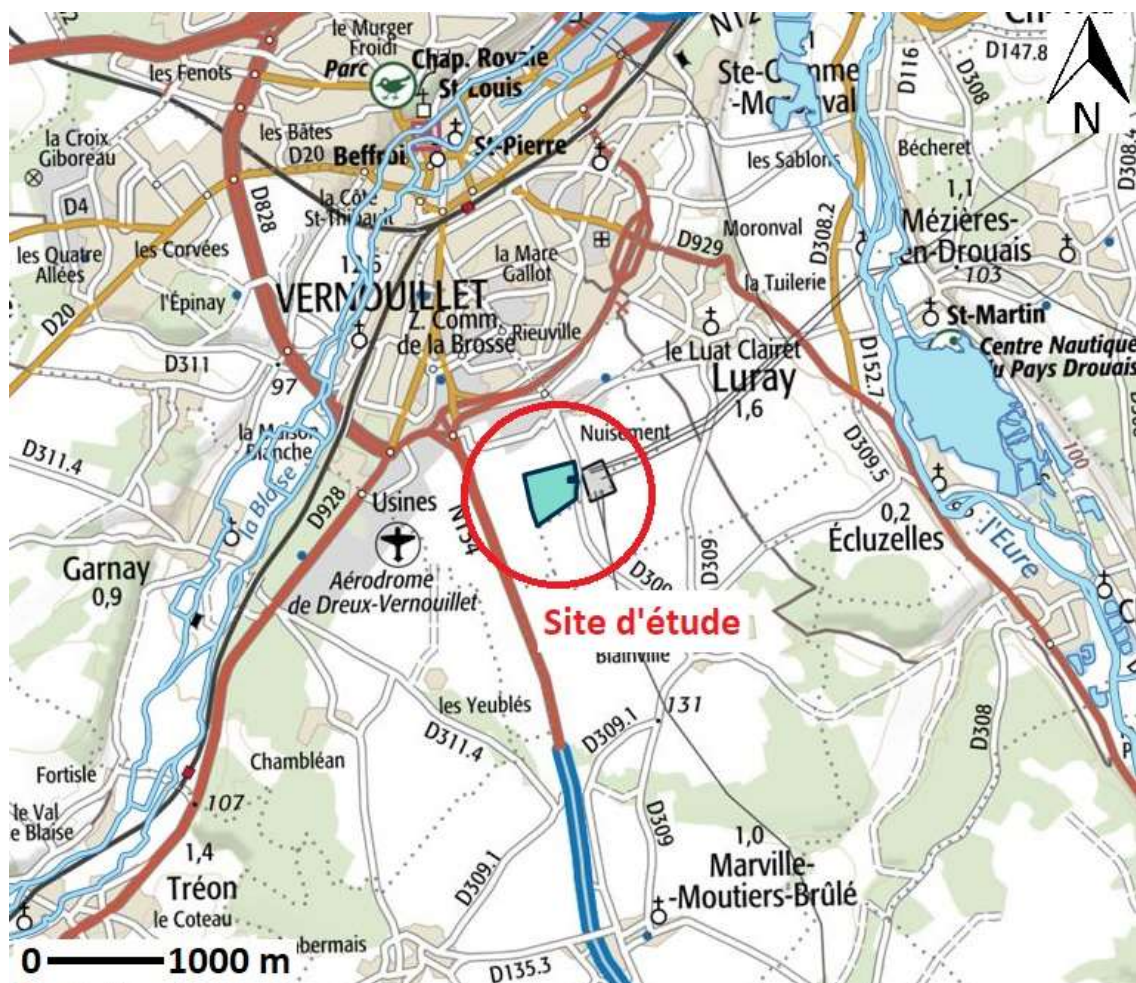 le Murger
Froidi
N12
D116
D147.8
D308
les Fenots
Parc
Chap. Royale
St Louis
Ste-Gemme
-Moronval
N
la Croix
Giboreau
les Bâtes
D20
Beffroi
St-Pierre
les Sablons
Bécheret
D308.4
D4
D828
la Côte
St-Thibault
1,1
Mézières-
en-Drouais
103
les Quatre
Allées
les Corvées
la Mare
Gallot
D929
Moronval
D308.2
la Tuilerie
l'Épinay
VERNOUILLET
Z. Comm.
de la Brosse
Rieuville
St-Martin
D20
D311
97
le Luat Clairet
Luray
1,6
D152.7
Centre Nautique
du Pays Drouais
la Maison
Blanche
Nuisement
100
D311.4
la Blaise
D928
Usines
N154
D309.5
0,2
Écluzelles
l'Eure
Garnay
0,9
Aérodrome
de Dreux-Vernouillet
D309
D309
Site d'étude
Blainville
les Yeublés
131
D309.1
D308
D311.4
Chambléan
Fortisle
107
le Val
e Blaise
D309
1,4
Tréon
le Coteau
D309.1
1,0
Marville-
-Moutiers-Brûlé
bermais
0
1000 m
D135.3